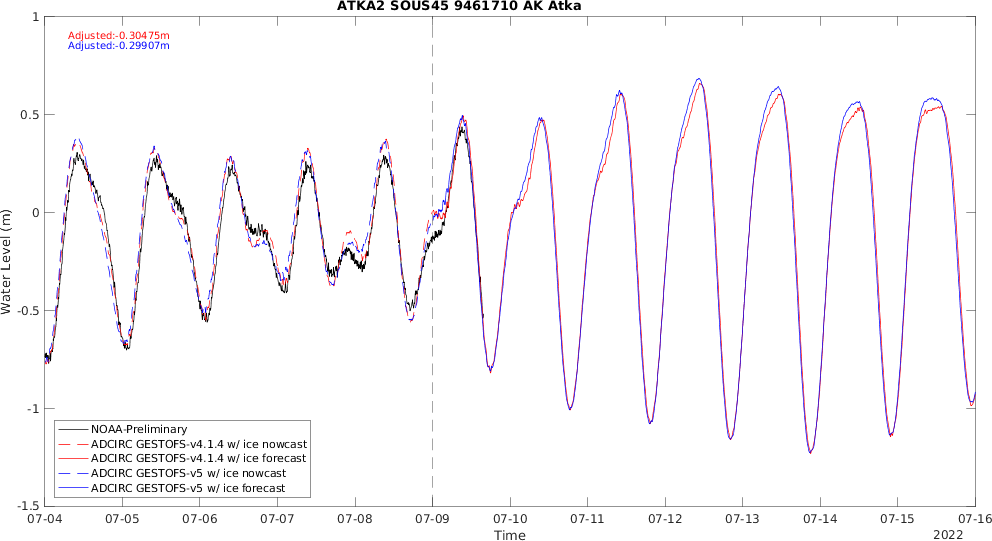 ATKA2 SOUS45 9461710 AK Atka
Adjusted:-0.30475m
Adjusted:-0.29907m
1
0.5
0
-0.5
-1
-1.5
Water Level (m)
NOAA-Preliminary
ADCIRC GESTOFS-v4.1.4 w/ ice nowcast
ADCIRC GESTOFS-v4.1.4 w/ ice forecast
ADCIRC GESTOFS-v5 w/ ice nowcast
ADCIRC GESTOFS-v5 w/ ice forecast
07-04 07-05 07-06 07-07 07-08 07-09 07-10 07-11 07-12 07-13 07-14 07-15 07-16
Time
2022